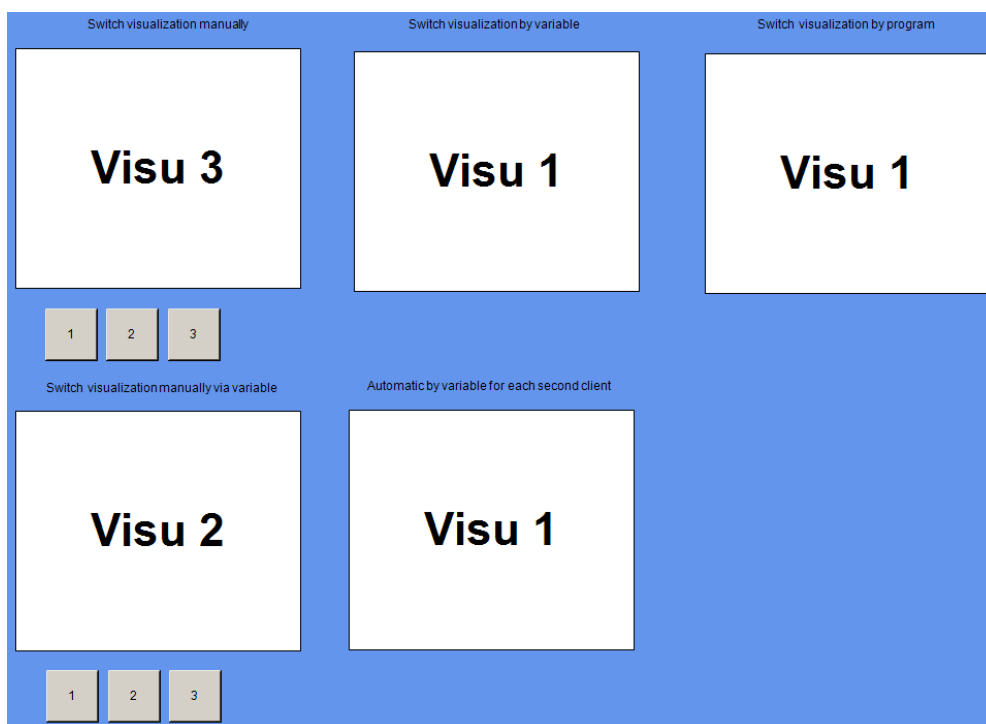 Switch visualization manually
Switch visualization by variable
Switch visualization by program
Visu 3
Visu 1
Visu 1
1
2
3
Switch visualization manually via variable
Automatic by variable for each second client
Visu 2
Visu 1
1
2
3